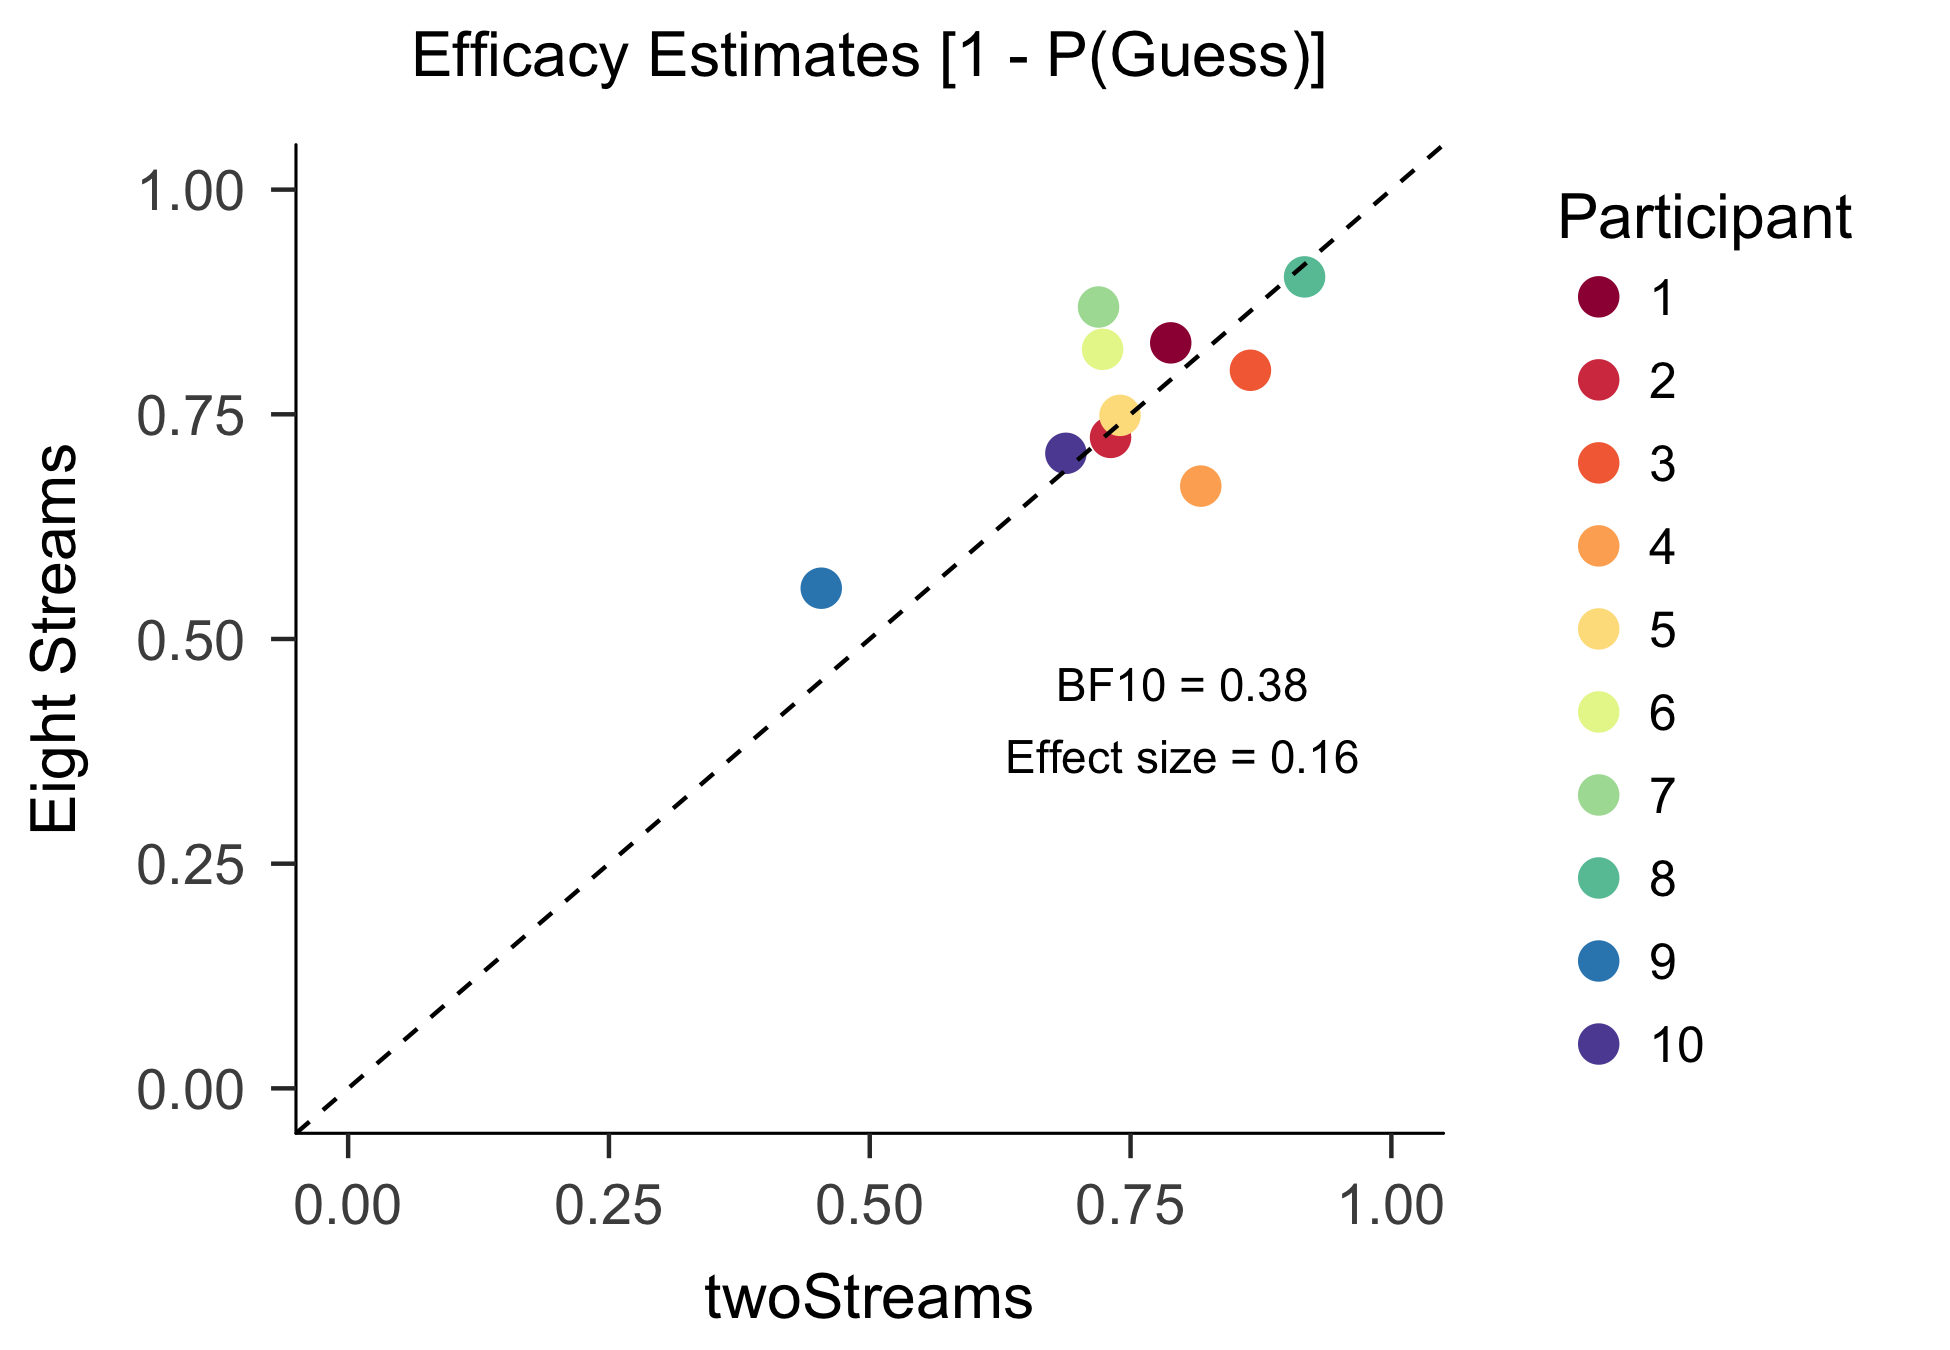 Efficacy Estimates [1 - P(Guess)]
Eight Streams
1.00
0.75
0.50
0.25
0.00
BF10 = 0.38
Effect size = 0.16
0.00 0.25 0.50 0.75 1.00
twoStreams
Participant
1
2
3
4
5
6
7
8
9
10